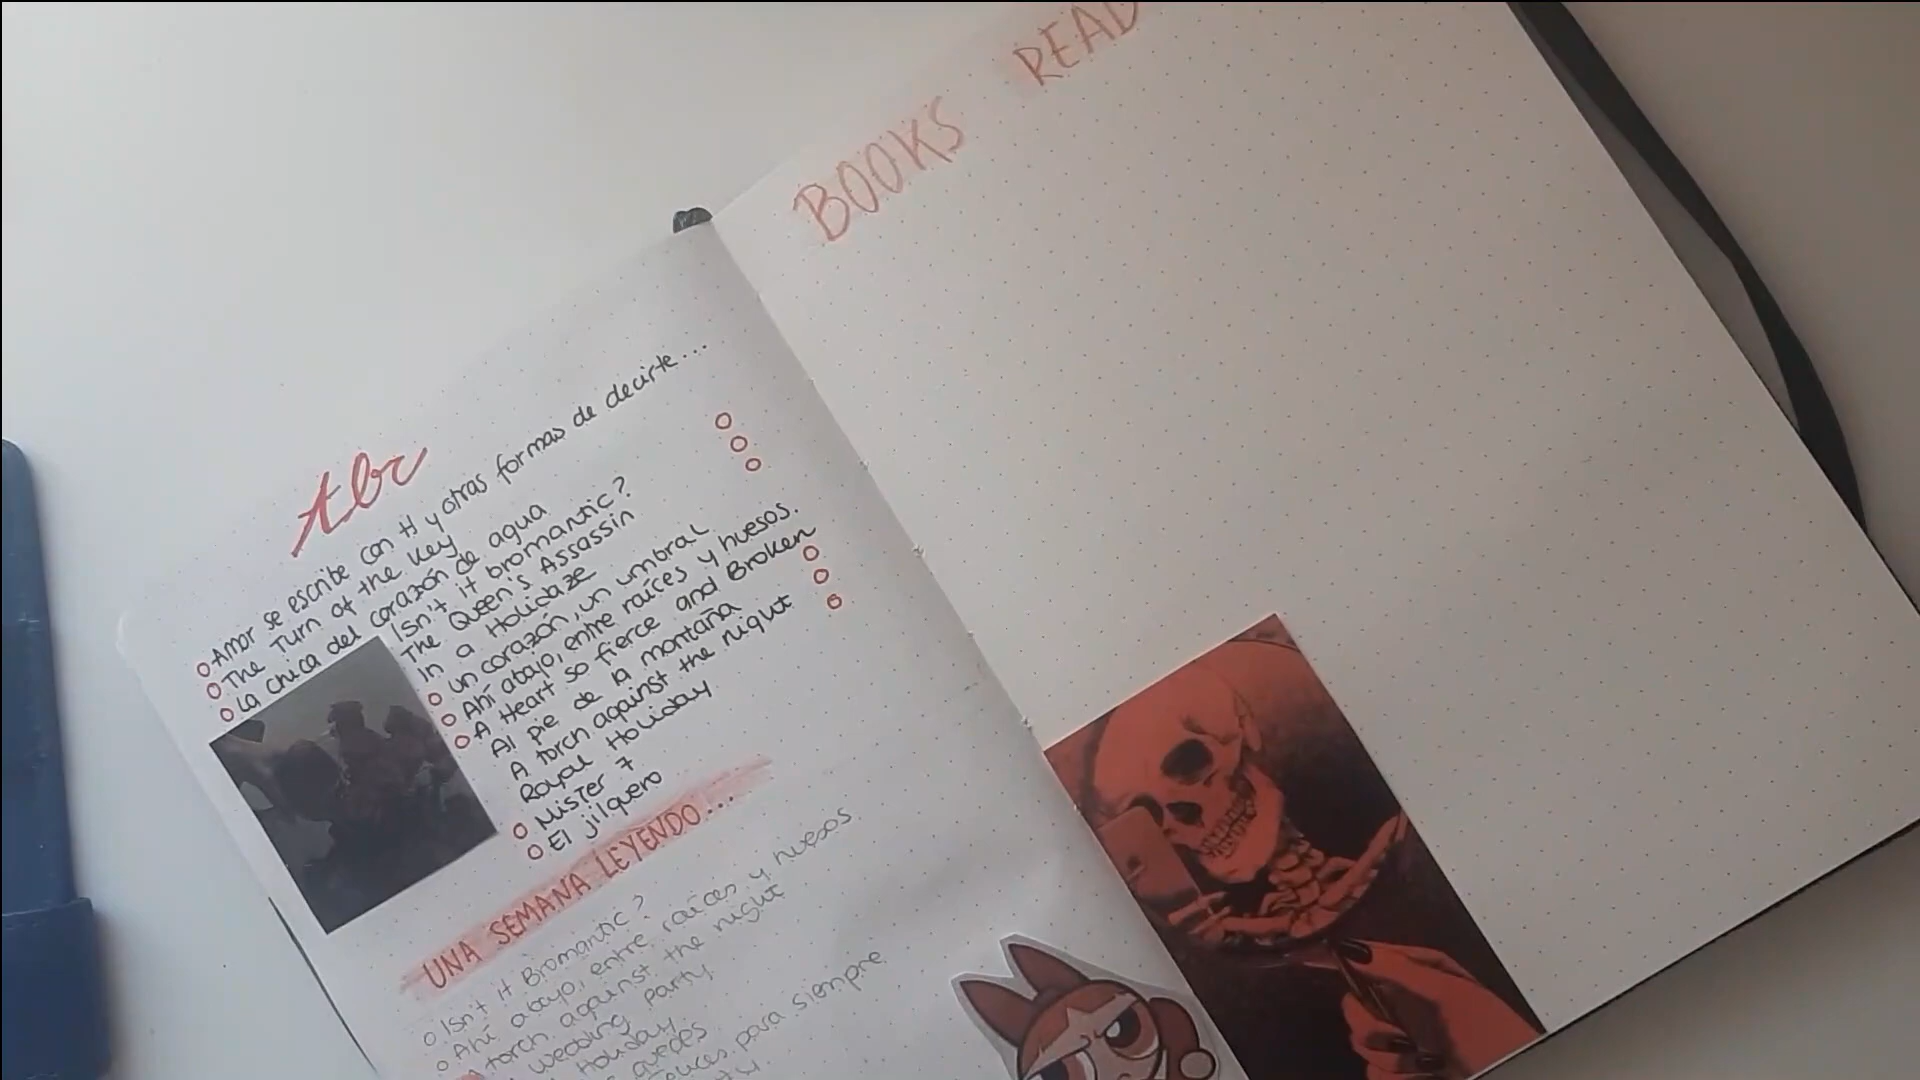 tbr
Amor se escribe con H y otras formas de decirte...
The Turn of the Key
La chica del corazón de agua
Isn't it bromantic?
The Queen's Assassin
In a Holidaze
Un corazón, un umbral
Ahí abajo, entre raíces y huesos.
A Heart so fierce and Broken
Al pie de la montaña
A torch against the night
Royal Holiday
Mister 7
El jilguero
UNA SEMANA LEYENDO...
Isn't It Bromantic?
Ahí abajo, entre raíces y huesos.
A torch against the night
wedding party.
Holiday
quedes
para siempre.
BOOKS READ